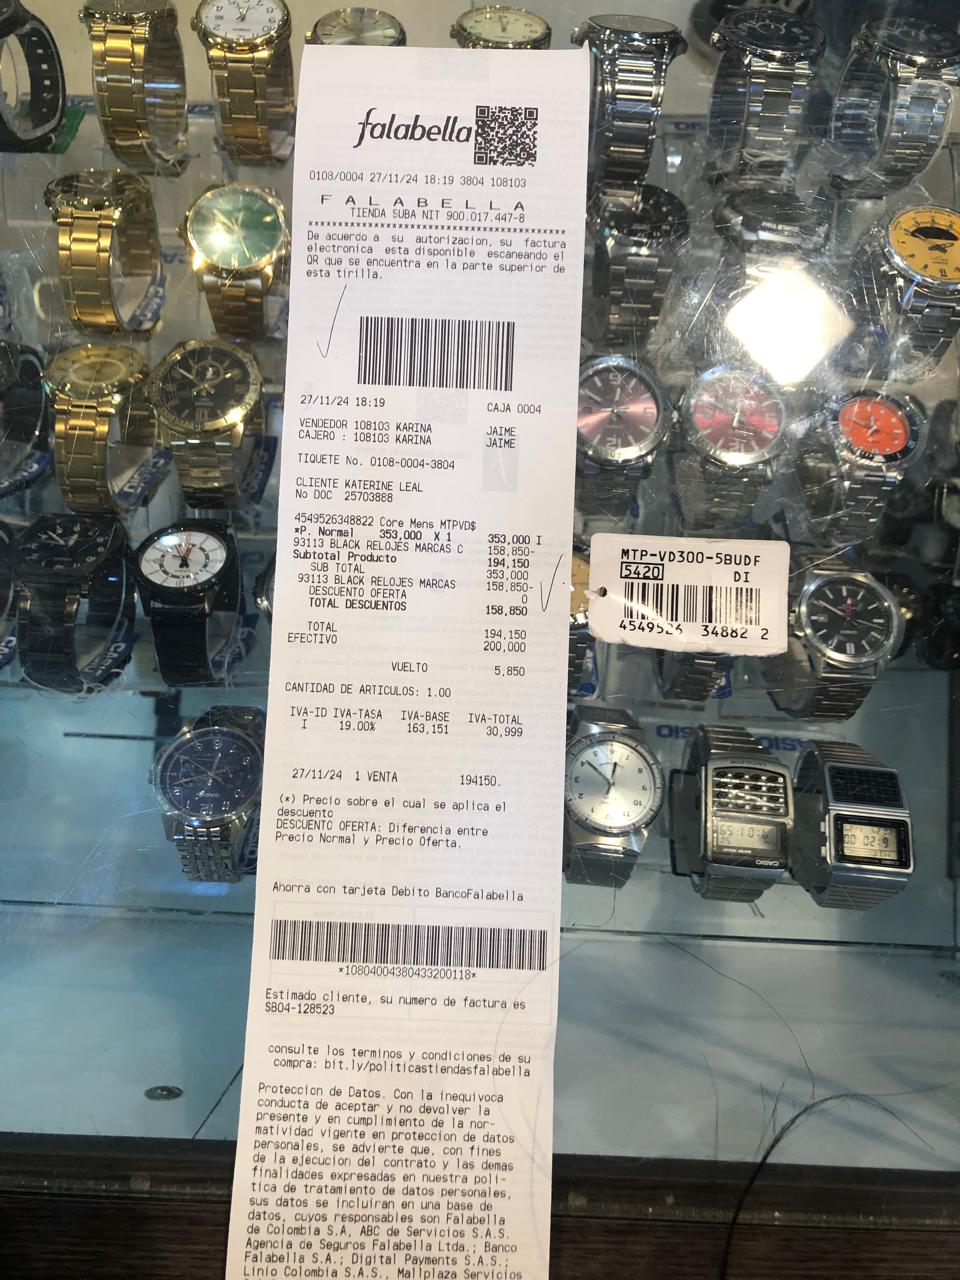 falabella
0108/0004 27/11/24 18:19 3804 108103
F A L A B E L L A
TIENDA SUBA NIT 900.017.447-8
******************************************
De acuerdo a su autorizacion, su factura
electronica esta disponible escaneando el
QR que se encuentra en la parte superior de
esta tirilla.
27/11/24 18:19 CAJA 0004
VENDEDOR 108103 KARINA JAIME
CAJERO : 108103 KARINA JAIME
TIQUETE No. 0108-0004-3804
CLIENTE KATERINE LEAL
No DOC 25703888
4549526348822 Core Mens MTPVD$
*P. Normal 353,000 X 1 353,000 I
93113 BLACK RELOJES MARCAS C 158,850-
Subtotal Producto 194,150
SUB TOTAL 353,000
93113 BLACK RELOJES MARCAS 158,850-
DESCUENTO OFERTA 0
TOTAL DESCUENTOS 158,850
TOTAL 194,150
EFECTIVO 200,000
VUELTO 5,850
CANTIDAD DE ARTICULOS: 1.00
IVA-ID IVA-TASA IVA-BASE IVA-TOTAL
I 19.00% 163,151 30,999
27/11/24 1 VENTA 194150.
(*) Precio sobre el cual se aplica el
descuento
DESCUENTO OFERTA: Diferencia entre
Precio Normal y Precio Oferta.
Ahorra con tarjeta Debito BancoFalabella
*10804004380433200118*
Estimado cliente, su numero de factura es
SB04-128523
consulte los terminos y condiciones de su
compra: bit.ly/politicastiendasfalabella
Proteccion de Datos. Con la inequivoca
conducta de aceptar y no devolver la
presente y en cumplimiento de la nor-
matividad vigente en proteccion de datos
personales, se advierte que, con fines
de la ejecucion del contrato y las demas
finalidades expresadas en nuestra poli-
tica de tratamiento de datos personales,
sus datos se incluiran en una base de
datos, cuyos responsables son Falabella
de Colombia S.A, ABC de Servicios S.A.S.
Agencia de Seguros Falabella Ltda.; Banco
Falabella S.A.; Digital Payments S.A.S.;
Linio Colombia S.A.S., Mallplaza Servicios
MTP-VD300-5BUDF
5420 DI
4549526 34882 2
CASIO
CASIO